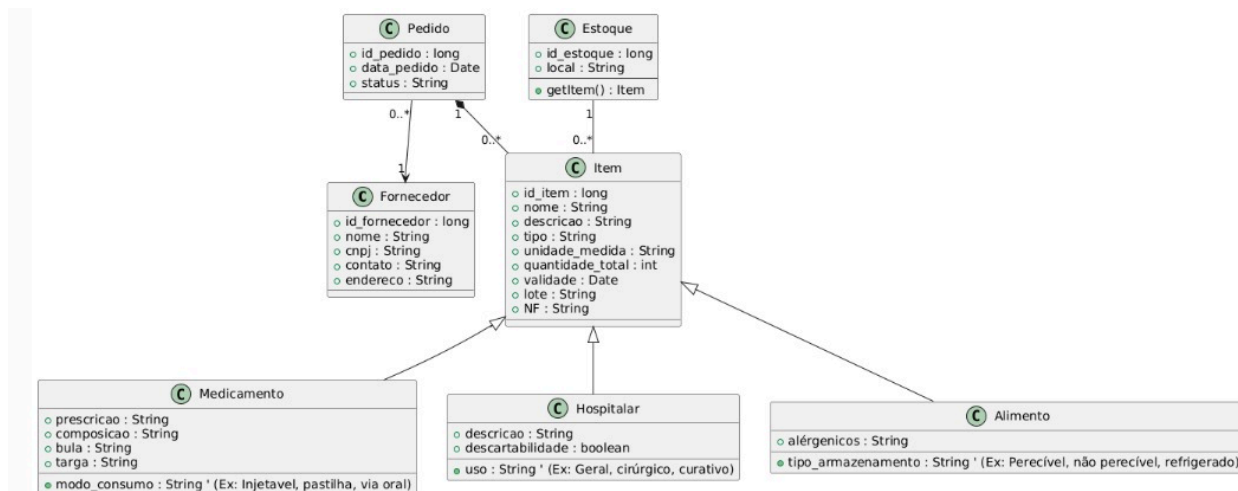 C Pedido
id_pedido : long
data_pedido : Date
status : String
C Estoque
id_estoque : long
local : String
getItem() : Item
0..*
1
1
0..*
1
0..*
C Fornecedor
id_fornecedor : long
nome : String
cnpj : String
contato : String
endereco : String
C Item
id_item : long
nome : String
descricao : String
tipo : String
unidade_medida : String
quantidade_total : int
validade : Date
lote : String
NF : String
C Medicamento
prescricao : String
composicao : String
bula : String
targa : String
modo_consumo : String ' (Ex: Injetavel, pastilha, via oral)
C Hospitalar
descricao : String
descartabilidade : boolean
uso : String ' (Ex: Geral, cirúrgico, curativo)
C Alimento
alérgenicos : String
tipo_armazenamento : String ' (Ex: Perecível, não perecível, refrigerado)